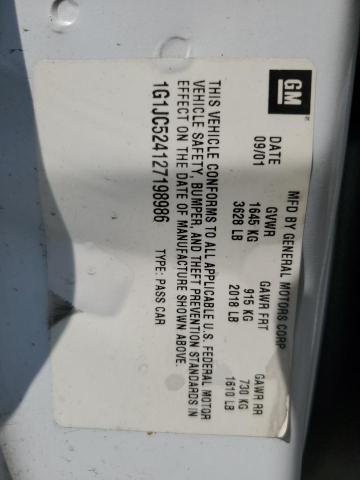 GM
MFD BY GENERAL MOTORS CORP
DATE GVWR GAWR FRT GAWR RR
09/01 1645 KG 915 KG 730 KG
3628 LB 2018 LB 1610 LB
THIS VEHICLE CONFORMS TO ALL APPLICABLE U.S. FEDERAL MOTOR
VEHICLE SAFETY, BUMPER, AND THEFT PREVENTION STANDARDS IN
EFFECT ON THE DATE OF MANUFACTURE SHOWN ABOVE.
1G1JC524127198986 TYPE: PASS CAR